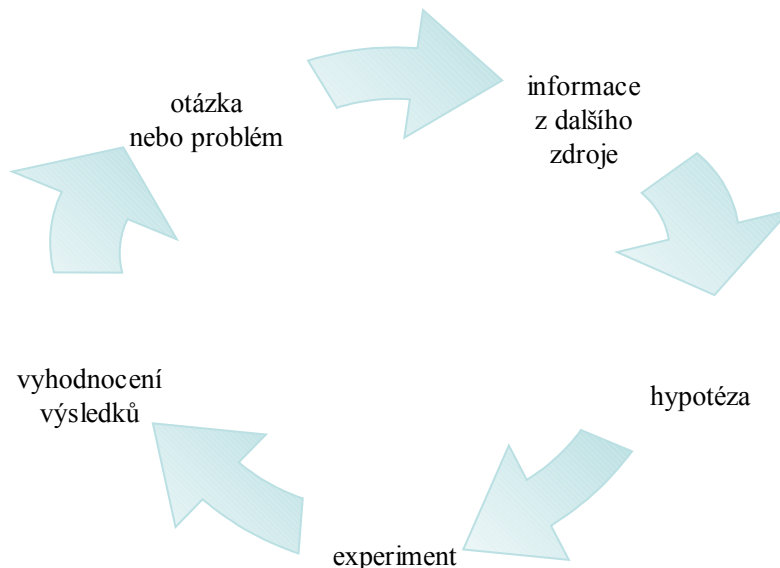 otázka
nebo problém
informace
z dalšího
zdroje
hypotéza
experiment
vyhodnocení
výsledků